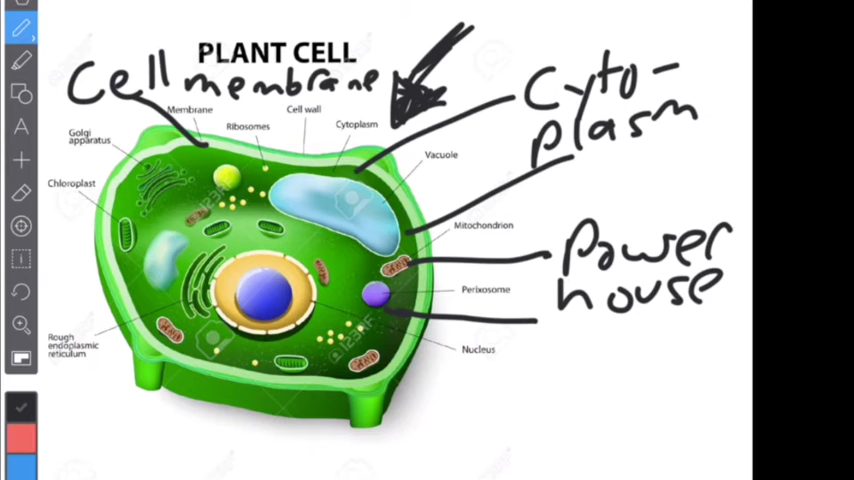 PLANT CELL
Cell membrane
Cyto-
plasm
Membrane
Cell wall
Ribosomes
Cytoplasm
Golgi
apparatus
Vacuole
Chloroplast
Mitochondrion
Power
house
Perixosome
Rough
endoplasmic
reticulum
Nucleus